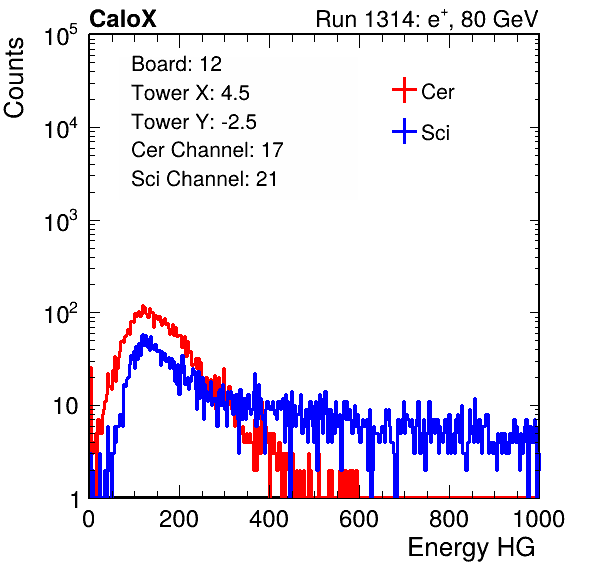 CaloX Run 1314: e⁺, 80 GeV
Counts
10⁵
10⁴
10³
10²
10
1
Board: 12
Tower X: 4.5
Tower Y: -2.5
Cer Channel: 17
Sci Channel: 21
Cer
Sci
0 200 400 600 800 1000
Energy HG